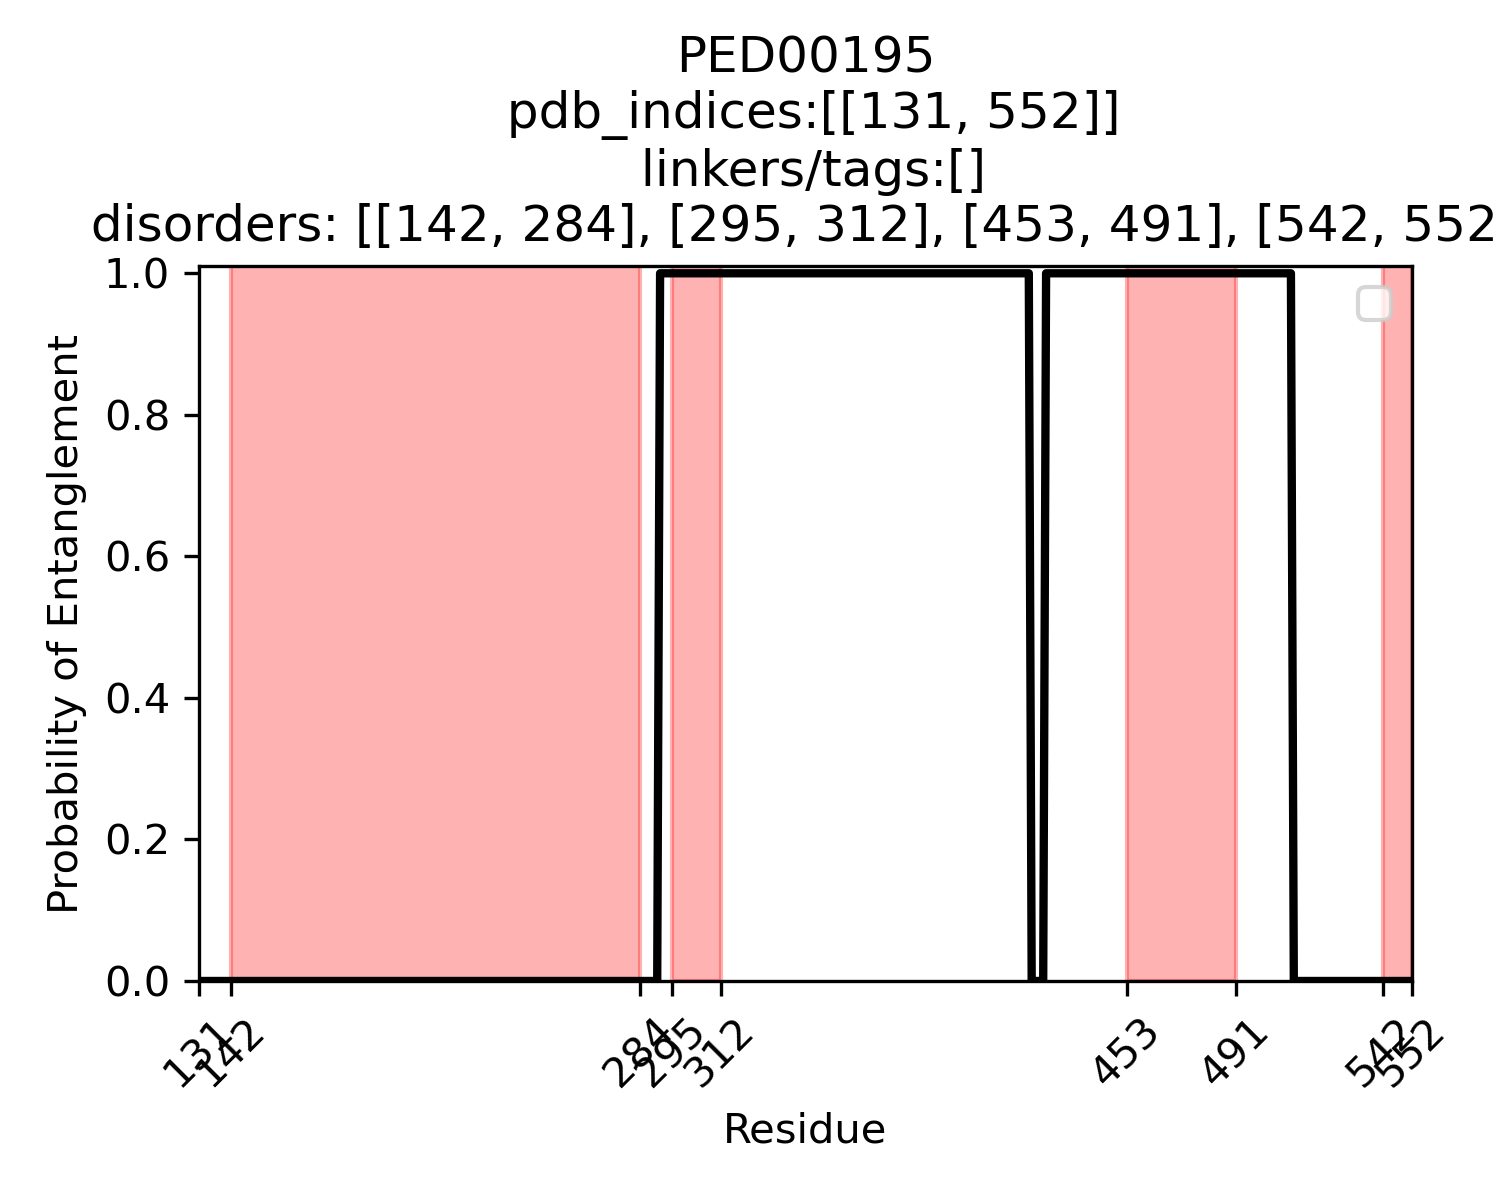 PED00195
pdb_indices:[[131, 552]]
linkers/tags:[]
disorders: [[142, 284], [295, 312], [453, 491], [542, 552
1.0
0.8
0.6
0.4
0.2
0.0
Probability of Entanglement
131 142 284 295 312 453 491 542 552
Residue